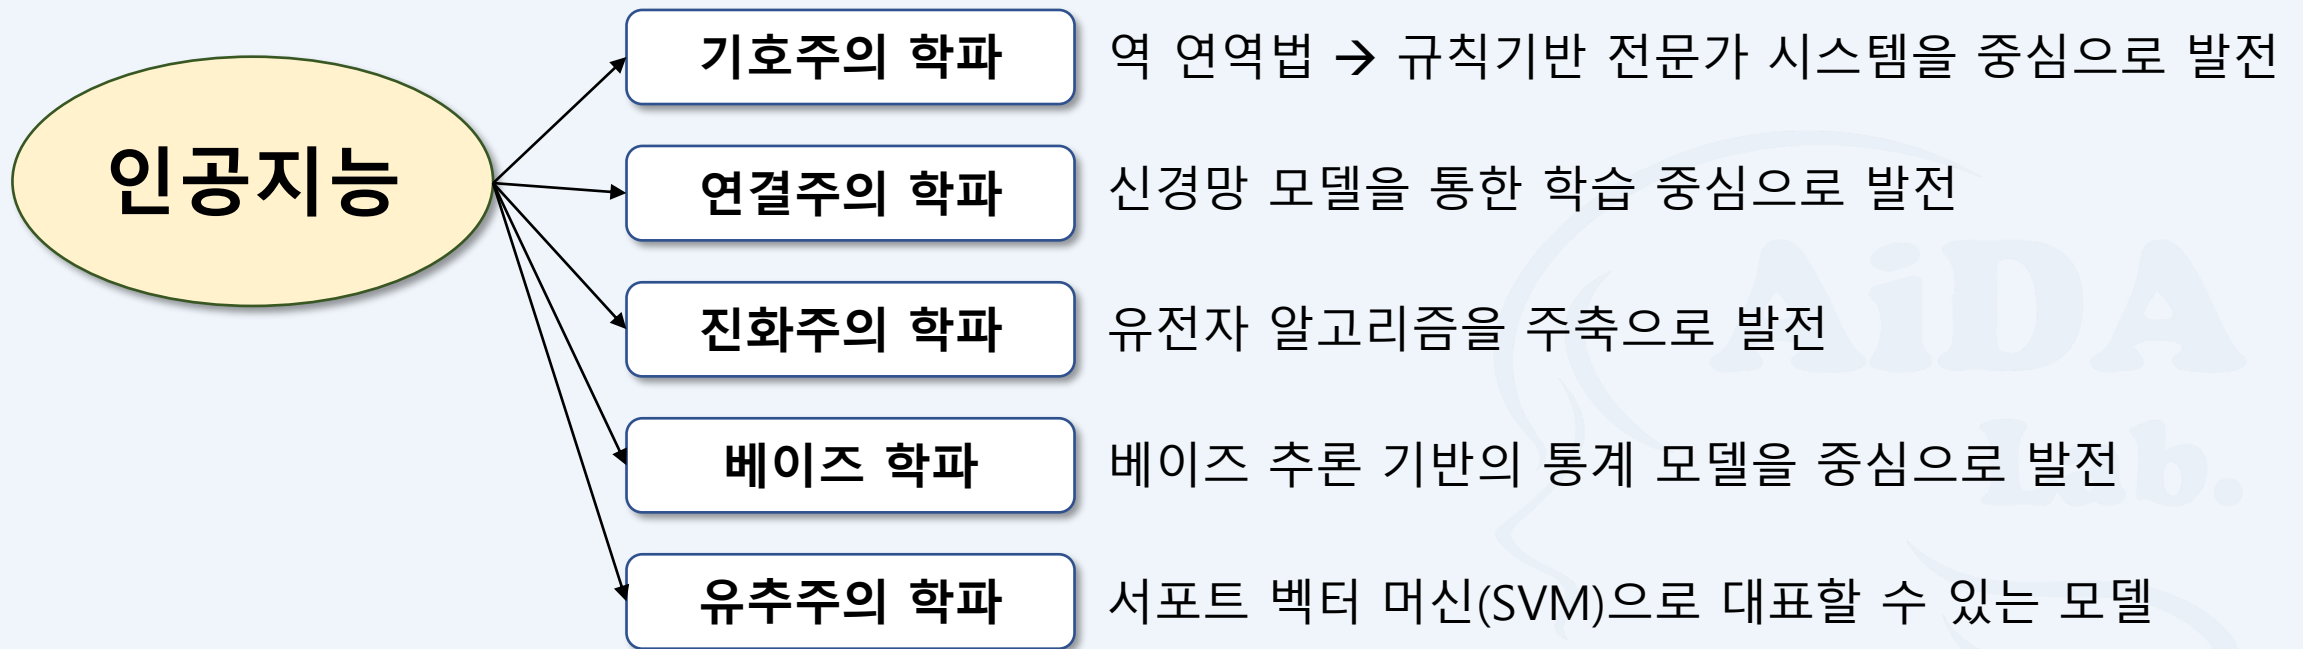 인공지능
기호주의 학파
역 연역법 → 규칙기반 전문가 시스템을 중심으로 발전
연결주의 학파
신경망 모델을 통한 학습 중심으로 발전
진화주의 학파
유전자 알고리즘을 주축으로 발전
베이즈 학파
베이즈 추론 기반의 통계 모델을 중심으로 발전
유추주의 학파
서포트 벡터 머신(SVM)으로 대표할 수 있는 모델
AiDA
Lab.